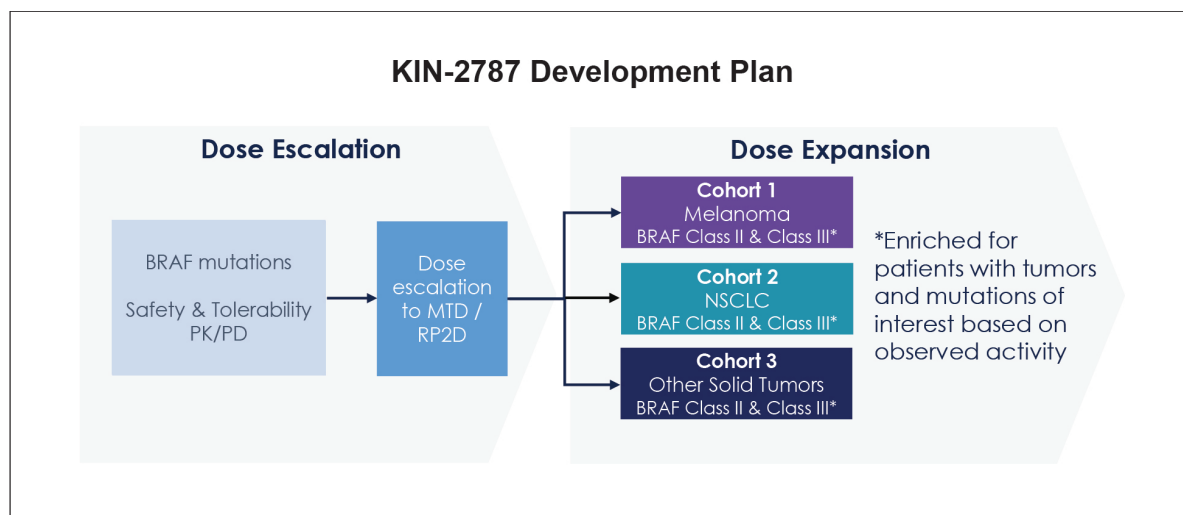 KIN-2787 Development Plan
Dose Escalation
BRAF mutations
Safety & Tolerability
PK/PD
Dose
escalation
to MTD /
RP2D
Dose Expansion
Cohort 1
Melanoma
BRAF Class II & Class III*
Cohort 2
NSCLC
BRAF Class II & Class III*
Cohort 3
Other Solid Tumors
BRAF Class II & Class III*
*Enriched for
patients with tumors
and mutations of
interest based on
observed activity